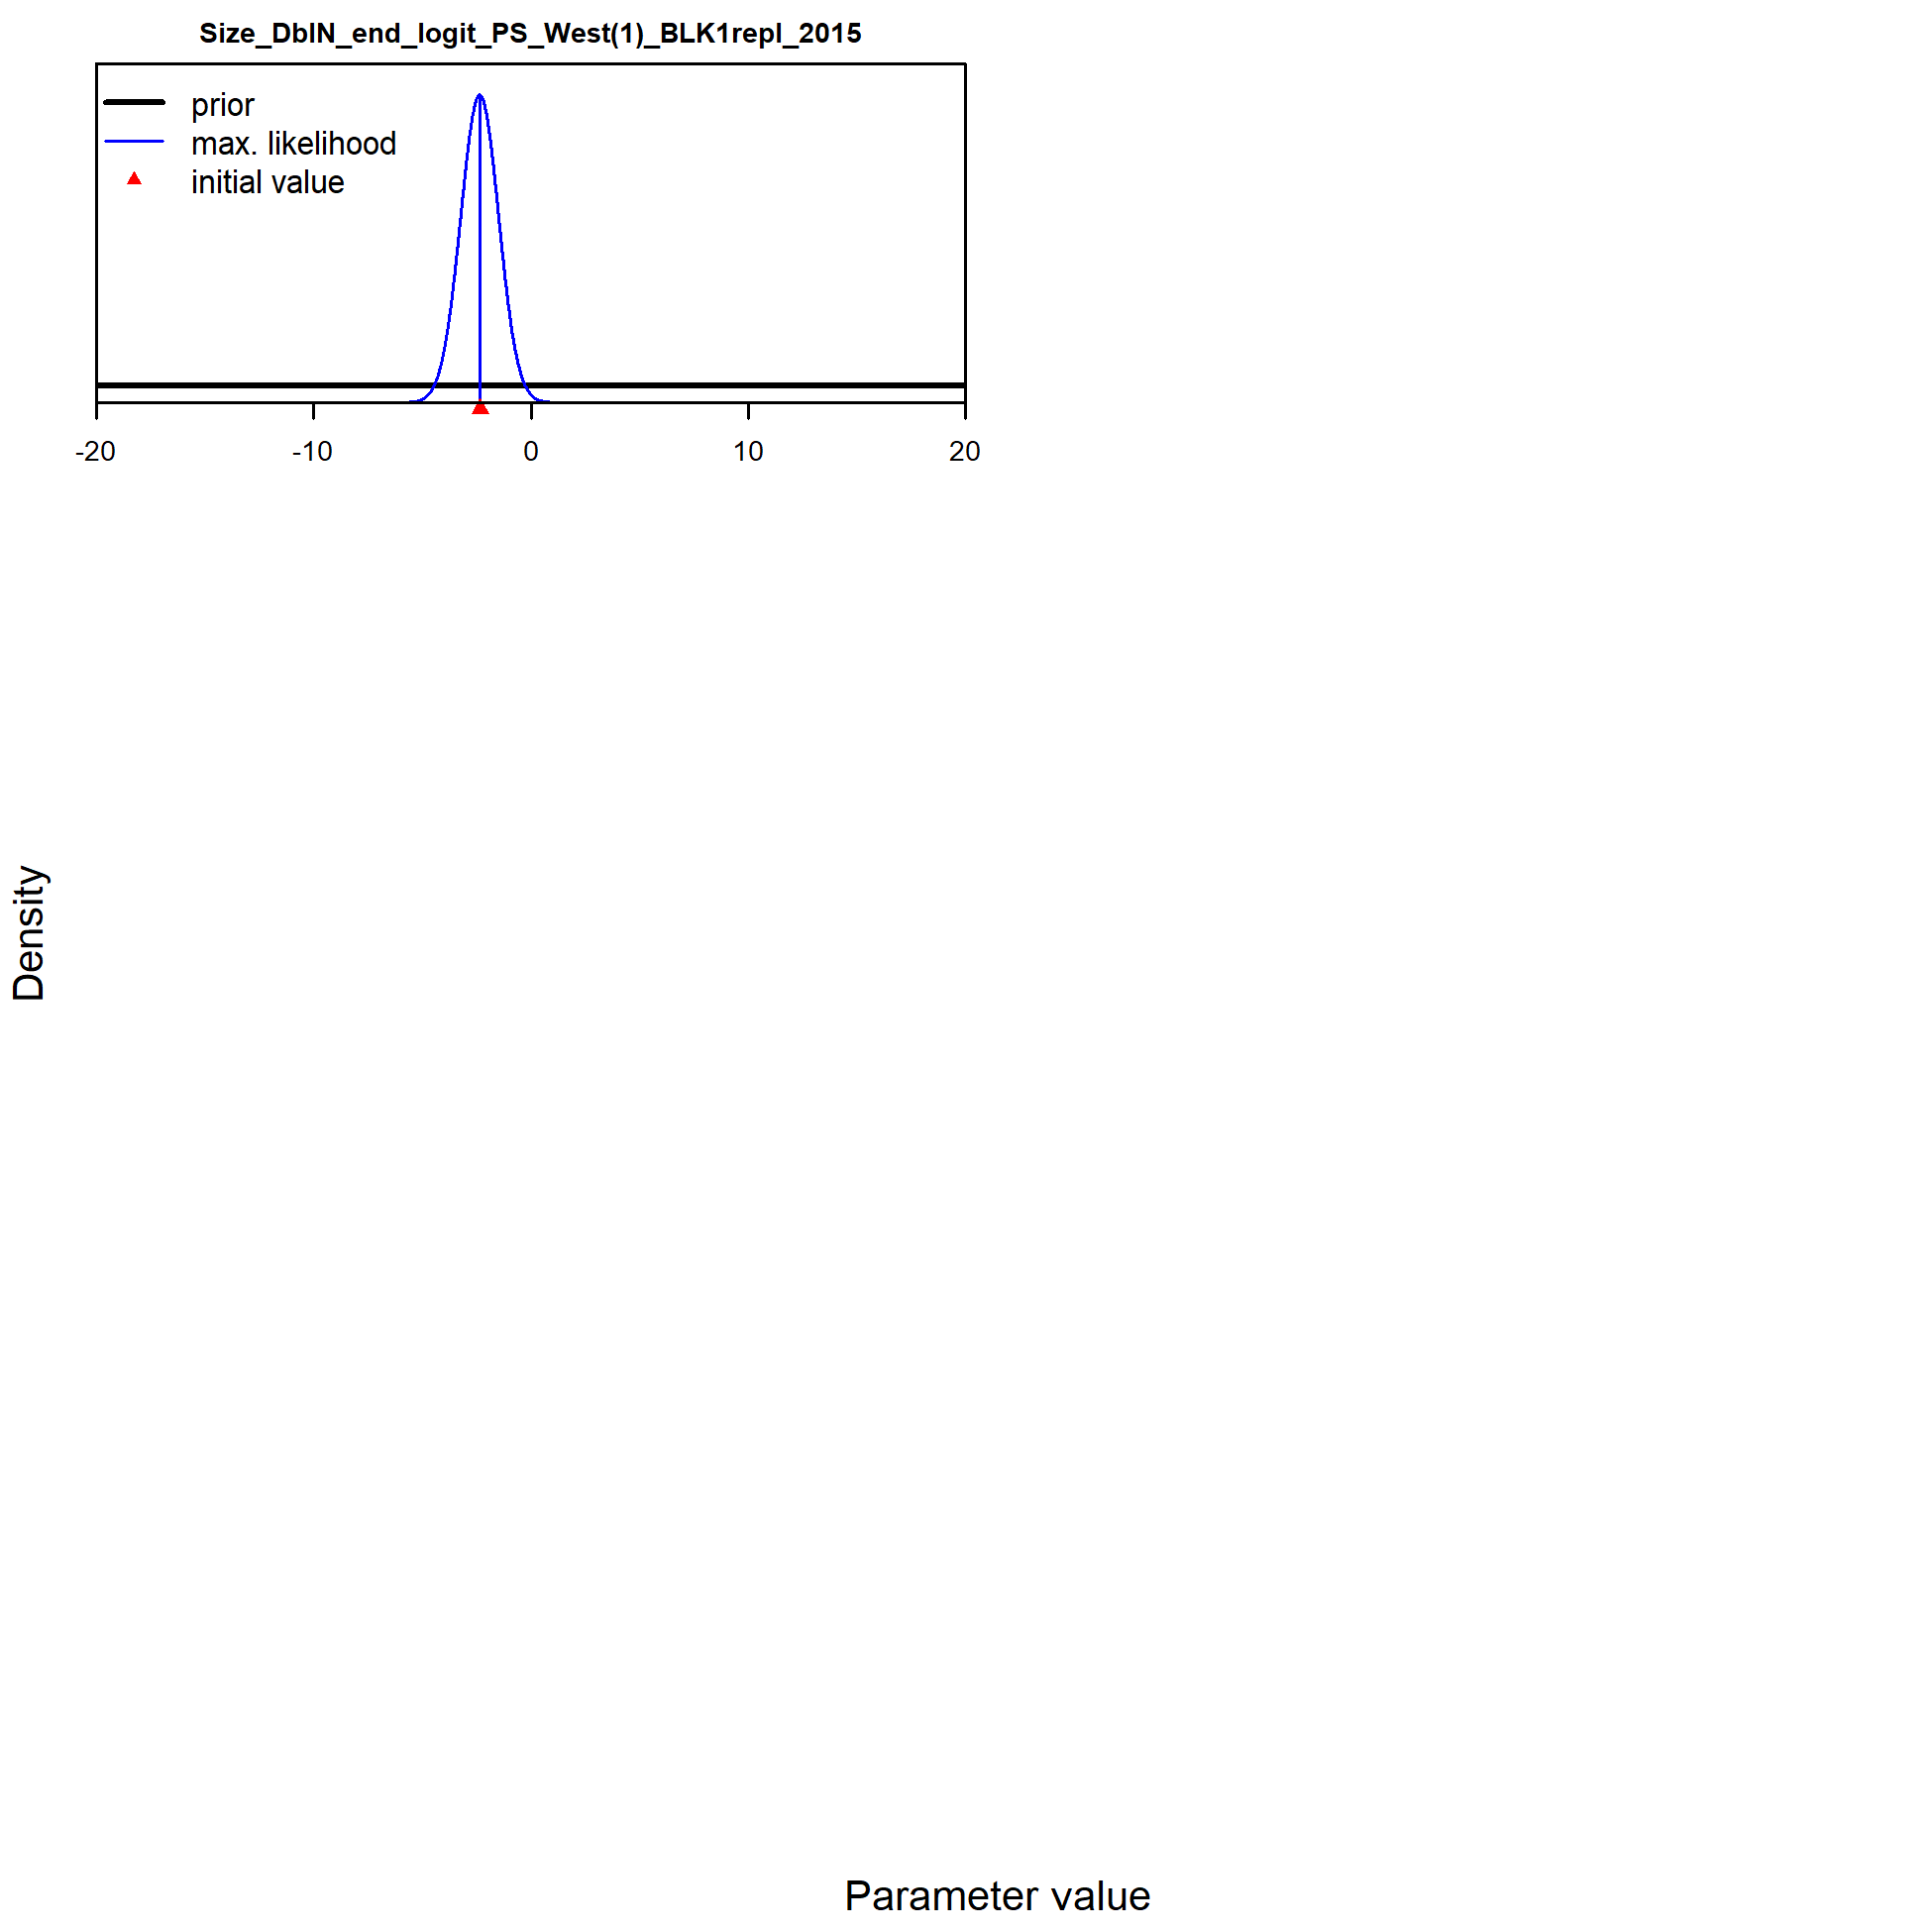 Size_DblN_end_logit_PS_West(1)_BLK1repl_2015
prior
max. likelihood
initial value
-20 -10 0 10 20
Density
Parameter value